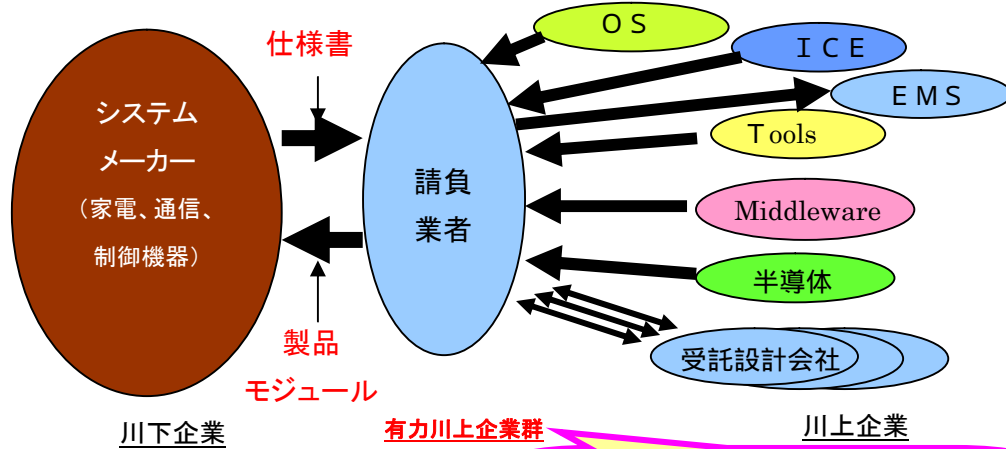 仕様書
システム
メーカー
（家電、通信、
制御機器）
製品
モジュール
川下企業
請負
業者
有力川上企業群
ＯＳ
ＩＣＥ
ＥＭＳ
Ｔools
Middleware
半導体
受託設計会社
川上企業